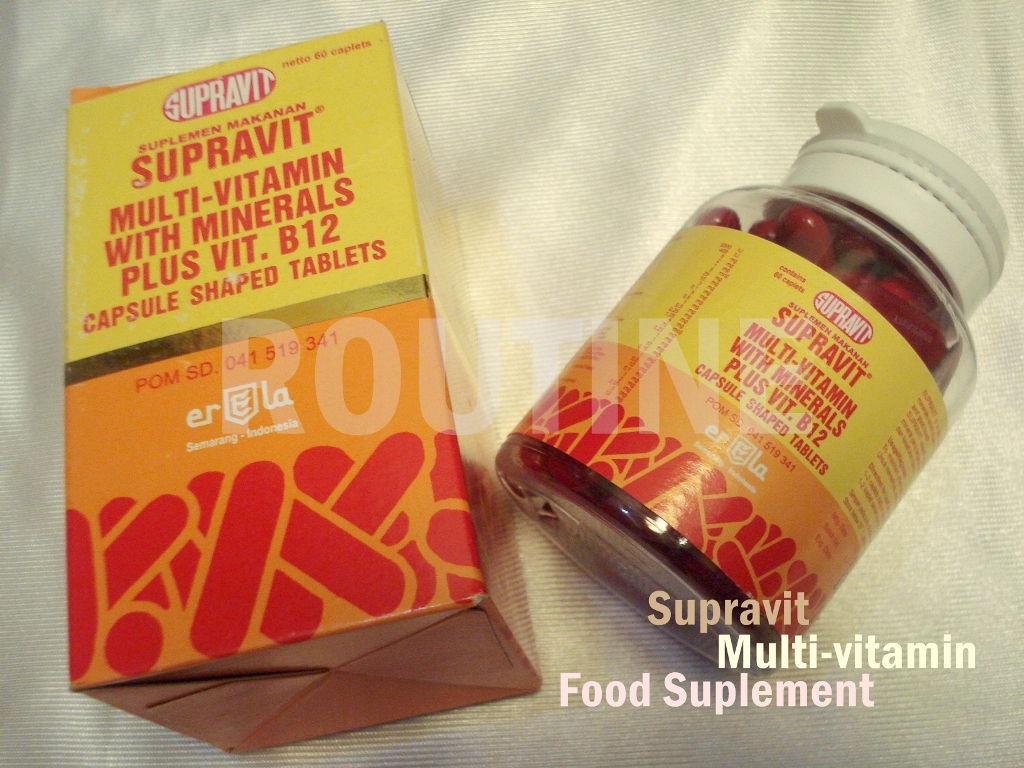 netto 60 caplets
SUPRAVIT
SUPLEMEN MAKANAN
SUPRAVIT®
MULTI-VITAMIN
WITH MINERALS
PLUS VIT. B12
CAPSULE SHAPED TABLETS
POM SD. 041 519 341
erela
Semarang - Indonesia
contains
60 caplets
SUPRAVIT
SUPLEMEN MAKANAN
SUPRAVIT®
MULTI-VITAMIN
WITH MINERALS
PLUS VIT. B12
CAPSULE SHAPED TABLETS
POM SD. 041 519 341
erela
ROUTINE
Supravit
Multi-vitamin
Food Suplement